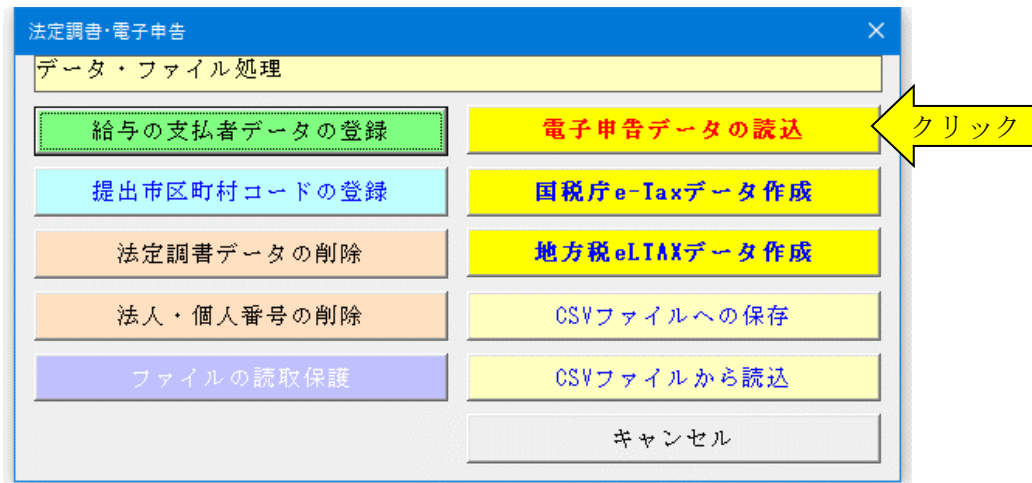 法定調書・電子申告
データ・ファイル処理
給与の支払者データの登録
電子申告データの読込
クリック
提出市区町村コードの登録
国税庁e-Taxデータ作成
法定調書データの削除
地方税eLTAXデータ作成
法人・個人番号の削除
CSVファイルへの保存
ファイルの読取保護
CSVファイルから読込
キャンセル